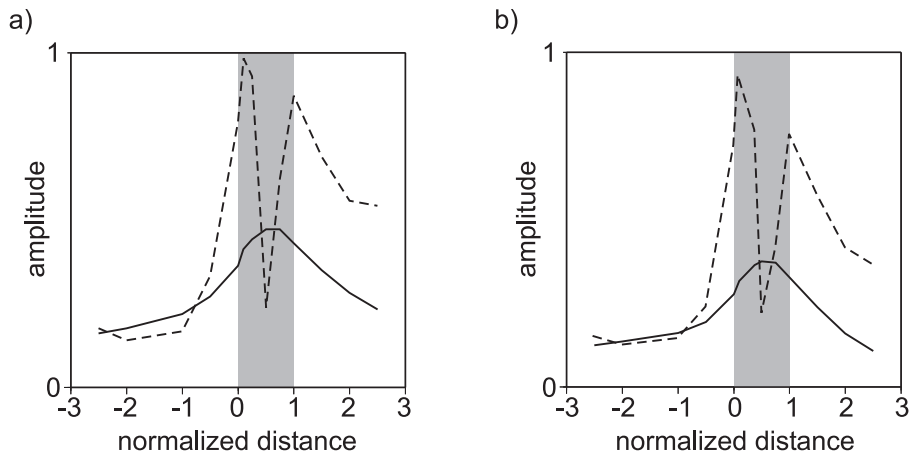 a)
1
amplitude
0
-3 -2 -1 0 1 2 3
normalized distance
b)
1
amplitude
0
-3 -2 -1 0 1 2 3
normalized distance